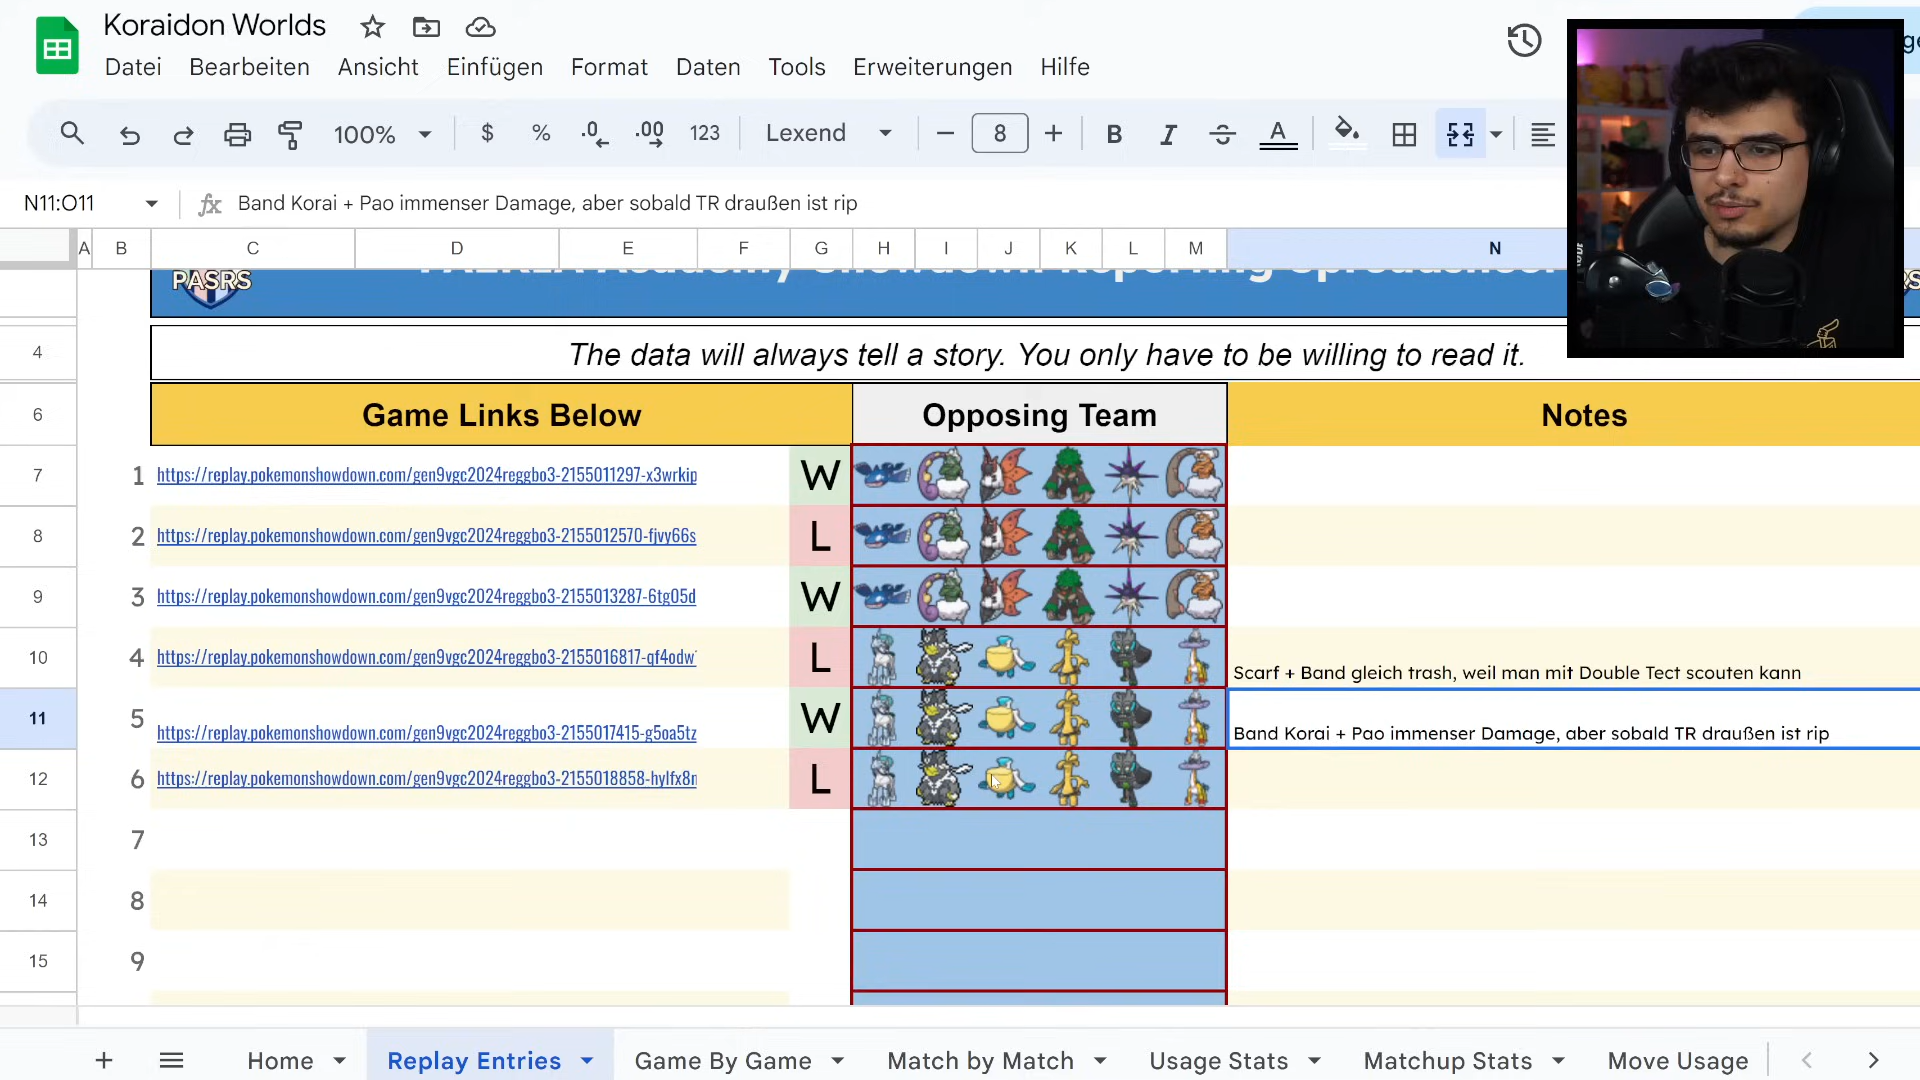 Koraidon Worlds
Datei Bearbeiten Ansicht Einfügen Format Daten Tools Erweiterungen Hilfe
100% $ % .0 .00 123 Lexend 8 B I A
N11:O11 fx Band Korai + Pao immenser Damage, aber sobald TR draußen ist rip
A B C D E F G H I J K L M N
PASRS
4 The data will always tell a story. You only have to be willing to read it.
6 Game Links Below Opposing Team Notes
7 1 https://replay.pokemonshowdown.com/gen9vgc2024reggbo3-2155011297-x3wrkip W
8 2 https://replay.pokemonshowdown.com/gen9vgc2024reggbo3-2155012570-fjvy66s L
9 3 https://replay.pokemonshowdown.com/gen9vgc2024reggbo3-2155013287-6tg05d W
10 4 https://replay.pokemonshowdown.com/gen9vgc2024reggbo3-2155016817-qf4odw L Scarf + Band gleich trash, weil man mit Double Tect scouten kann
11 5 https://replay.pokemonshowdown.com/gen9vgc2024reggbo3-2155017415-g5oa5tz W Band Korai + Pao immenser Damage, aber sobald TR draußen ist rip
12 6 https://replay.pokemonshowdown.com/gen9vgc2024reggbo3-2155018858-hylfx8n L
13 7
14 8
15 9
+ Home Replay Entries Game By Game Match by Match Usage Stats Matchup Stats Move Usage